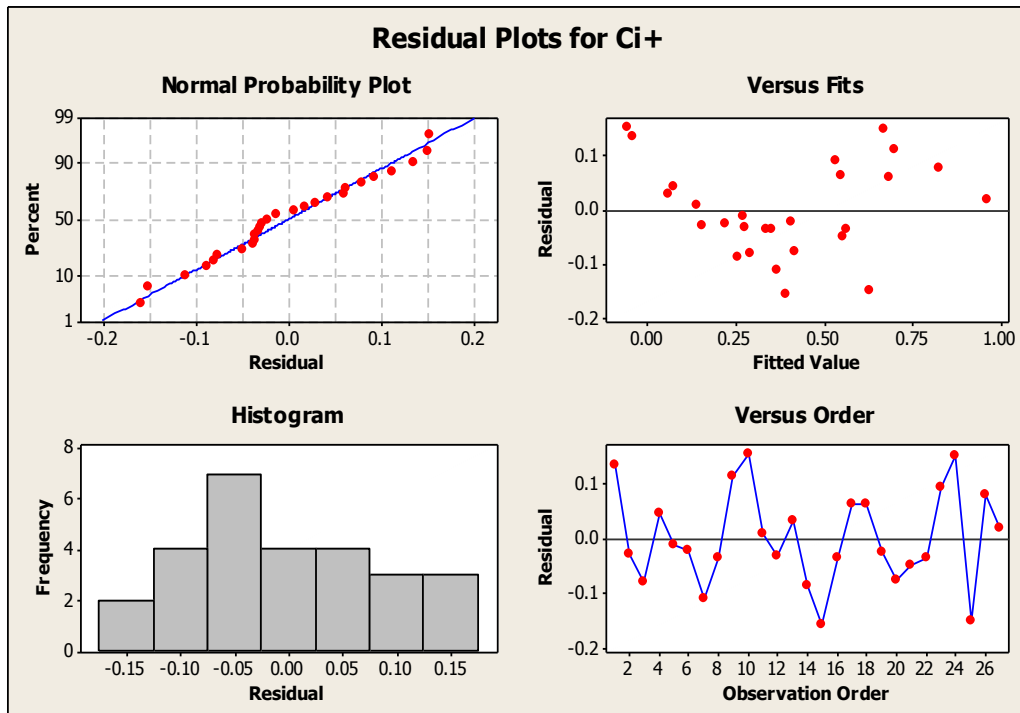 Residual Plots for Ci+
Normal Probability Plot
99
90
50
10
1
Percent
-0.2 -0.1 0.0 0.1 0.2
Residual
Versus Fits
0.1
0.0
-0.1
-0.2
Residual
0.00 0.25 0.50 0.75 1.00
Fitted Value
Histogram
8
6
4
2
0
Frequency
-0.15 -0.10 -0.05 0.00 0.05 0.10 0.15
Residual
Versus Order
0.1
0.0
-0.1
-0.2
Residual
2 4 6 8 10 12 14 16 18 20 22 24 26
Observation Order